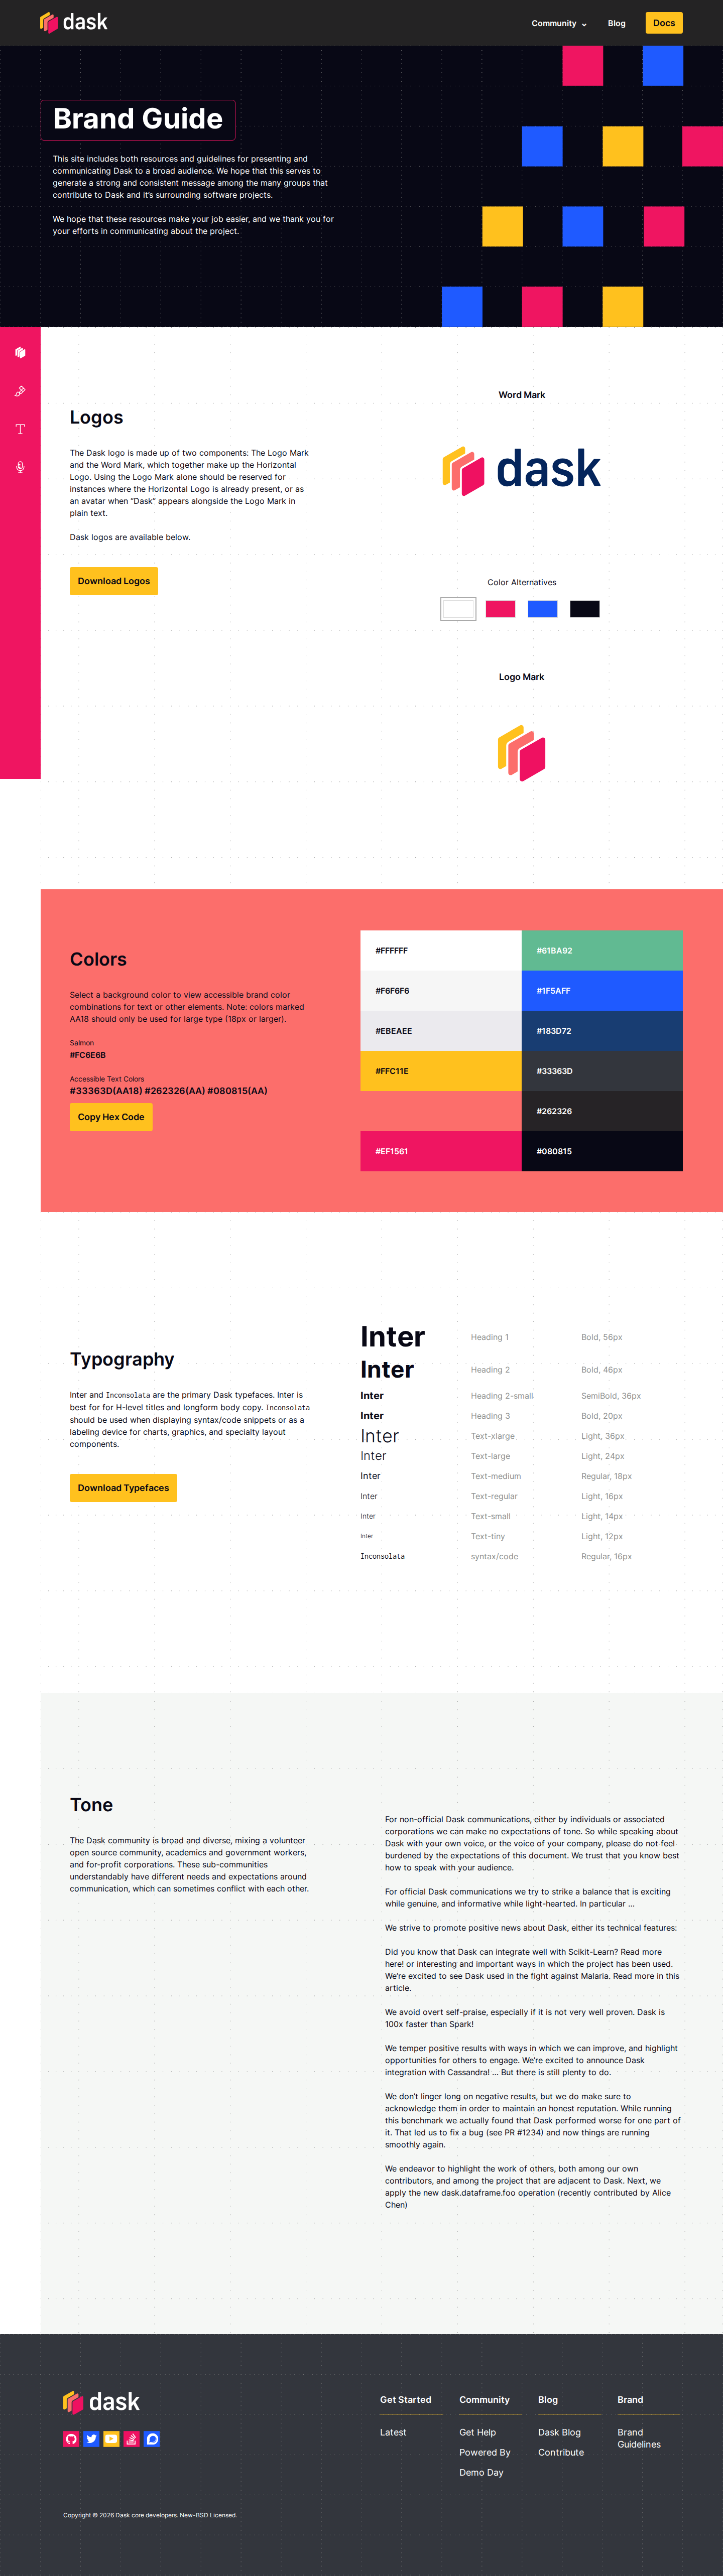 dask
Community
Blog
Docs
Brand Guide
This site includes both resources and guidelines for presenting and
communicating Dask to a broad audience. We hope that this serves to
generate a strong and consistent message among the many groups that
contribute to Dask and it's surrounding software projects.
We hope that these resources make your job easier, and we thank you for
your efforts in communicating about the project.
Logos
The Dask logo is made up of two components: The Logo Mark
and the Word Mark, which together make up the Horizontal
Logo. Using the Logo Mark alone should be reserved for
instances where the Horizontal Logo is already present, or as
an avatar when “Dask” appears alongside the Logo Mark in
plain text.
Dask logos are available below.
Download Logos
Word Mark
dask
Color Alternatives
Logo Mark
Colors
Select a background color to view accessible brand color
combinations for text or other elements. Note: colors marked
AA18 should only be used for large type (18px or larger).
Salmon
#FC6E6B
Accessible Text Colors
#33363D(AA18) #262326(AA) #080815(AA)
Copy Hex Code
#FFFFFF
#61BA92
#F6F6F6
#1F5AFF
#EBEAEE
#183D72
#FFC11E
#33363D
#262326
#EF1561
#080815
Typography
Inter and Inconsolata are the primary Dask typefaces. Inter is
best for for H-level titles and longform body copy. Inconsolata
should be used when displaying syntax/code snippets or as a
labeling device for charts, graphics, and specialty layout
components.
Download Typefaces
Inter Heading 1 Bold, 56px
Inter Heading 2 Bold, 46px
Inter Heading 2-small SemiBold, 36px
Inter Heading 3 Bold, 20px
Inter Text-xlarge Light, 36px
Inter Text-large Light, 24px
Inter Text-medium Regular, 18px
Inter Text-regular Light, 16px
Inter Text-small Light, 14px
Inter Text-tiny Light, 12px
Inconsolata syntax/code Regular, 16px
Tone
The Dask community is broad and diverse, mixing a volunteer
open source community, academics and government workers,
and for-profit corporations. These sub-communities
understandably have different needs and expectations around
communication, which can sometimes conflict with each other.
For non-official Dask communications, either by individuals or associated
corporations we can make no expectations of tone. So while speaking about
Dask with your own voice, or the voice of your company, please do not feel
burdened by the expectations of this document. We trust that you know best
how to speak with your audience.
For official Dask communications we try to strike a balance that is exciting
while genuine, and informative while light-hearted. In particular ...
We strive to promote positive news about Dask, either its technical features:
Did you know that Dask can integrate well with Scikit-Learn? Read more
here! or interesting and important ways in which the project has been used.
We're excited to see Dask used in the fight against Malaria. Read more in this
article.
We avoid overt self-praise, especially if it is not very well proven. Dask is
100x faster than Spark!
We temper positive results with ways in which we can improve, and highlight
opportunities for others to engage. We're excited to announce Dask
integration with Cassandra! ... But there is still plenty to do.
We don't linger long on negative results, but we do make sure to
acknowledge them in order to maintain an honest reputation. While running
this benchmark we actually found that Dask performed worse for one part of
it. That led us to fix a bug (see PR #1234) and now things are running
smoothly again.
We endeavor to highlight the work of others, both among our own
contributors, and among the project that are adjacent to Dask. Next, we
apply the new dask.dataframe.foo operation (recently contributed by Alice
Chen)
dask
Get Started
Latest
Community
Get Help
Powered By
Demo Day
Blog
Dask Blog
Contribute
Brand
Brand
Guidelines
Copyright © 2026 Dask core developers. New-BSD Licensed.